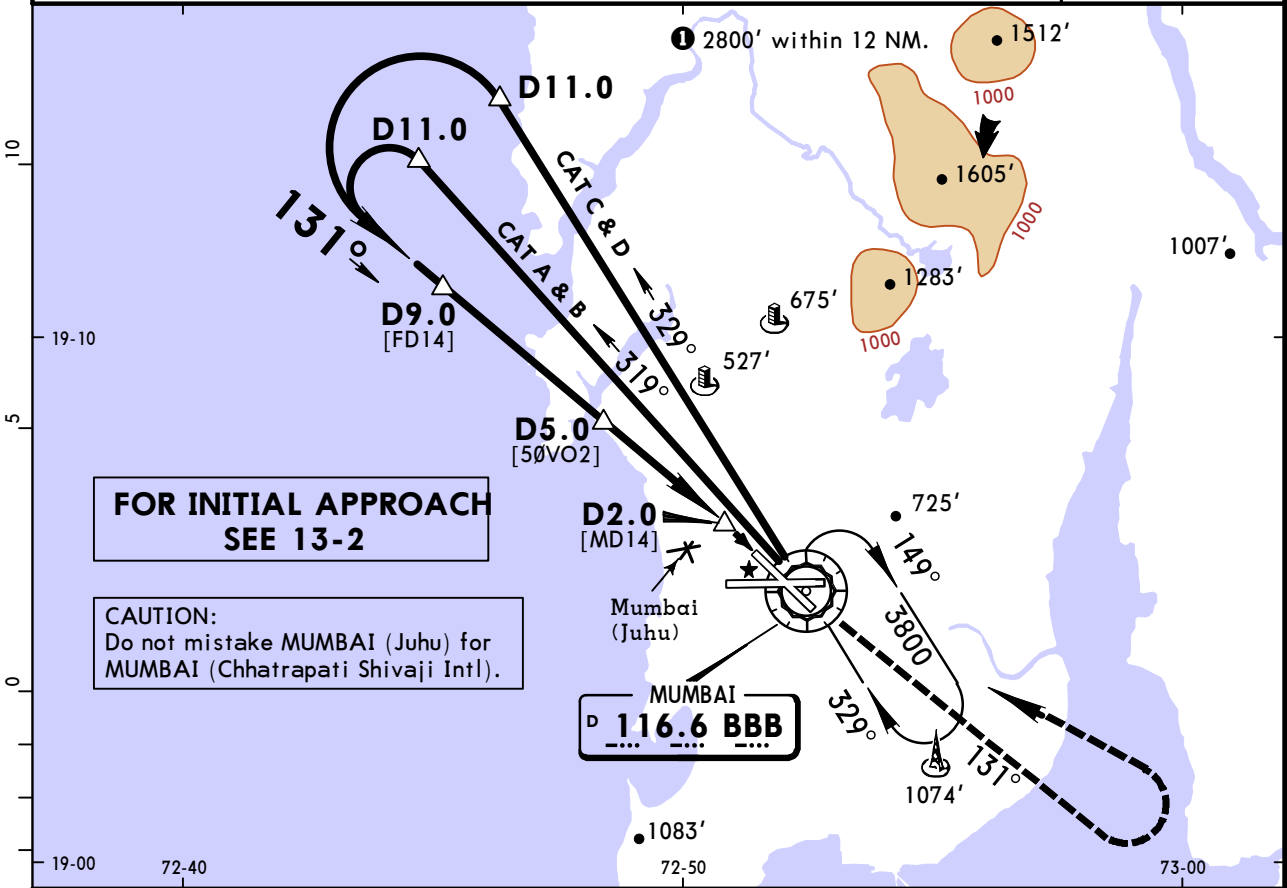 ❶ 2800' within 12 NM.
1512'
1000
D11.0
D11.0
10
CAT C & D
CAT A & B
1605'
1000
131°
1007'
1283'
1000
675'
D9.0
[FD14]
329°
319°
19-10
527'
5
D5.0
[5ØVO2]
FOR INITIAL APPROACH
SEE 13-2
725'
D2.0
[MD14]
149°
Mumbai
(Juhu)
CAUTION:
Do not mistake MUMBAI (Juhu) for
MUMBAI (Chhatrapati Shivaji Intl).
3800
0
MUMBAI
D 116.6 BBB
329°
131°
1074'
1083'
19-00
72-40
72-50
73-00